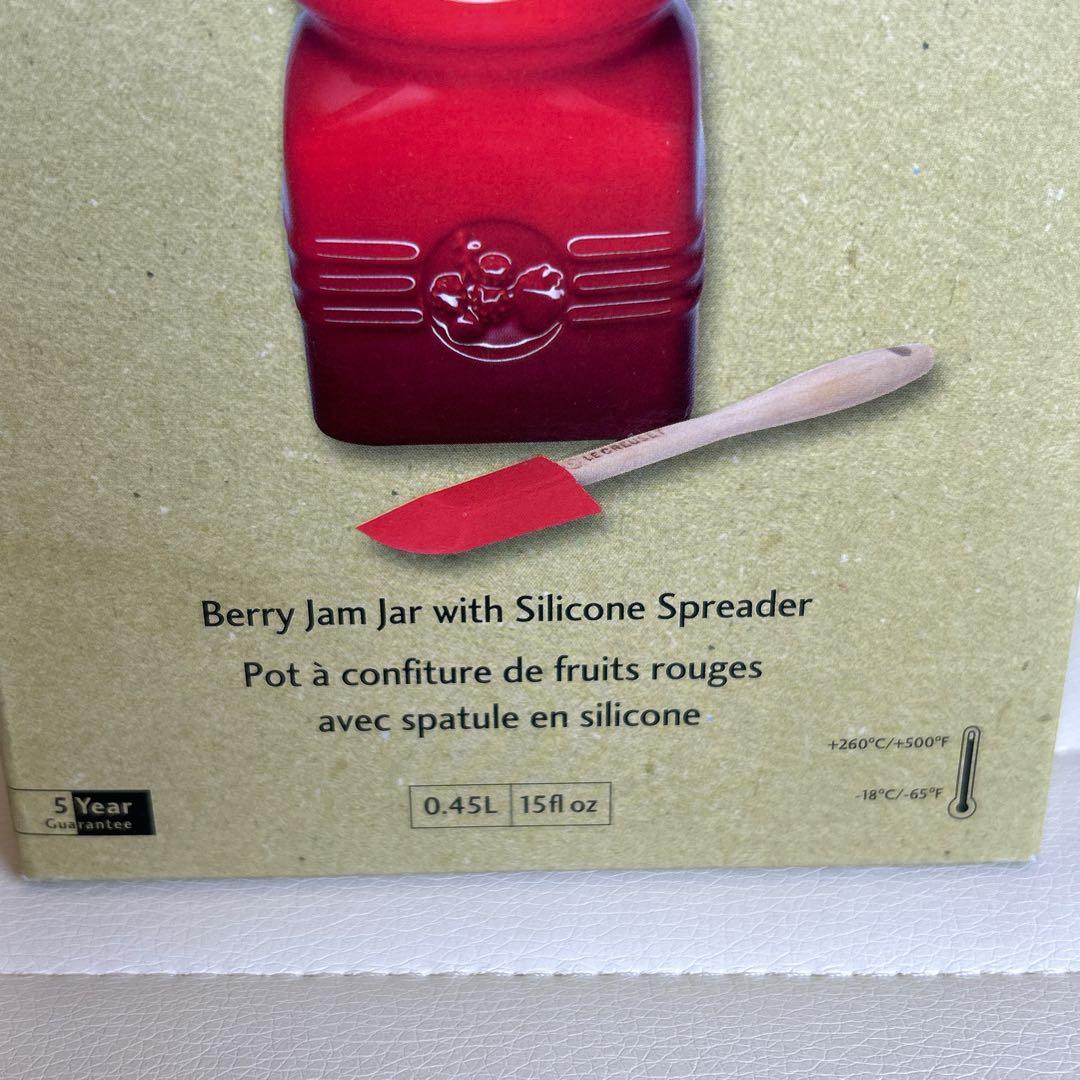 LE CREUSET
Berry Jam Jar with Silicone Spreader
Pot à confiture de fruits rouges
avec spatule en silicone
+260°C/+500°F
-18°C/-65°F
5 Year
Guarantee
0.45L 15fl oz